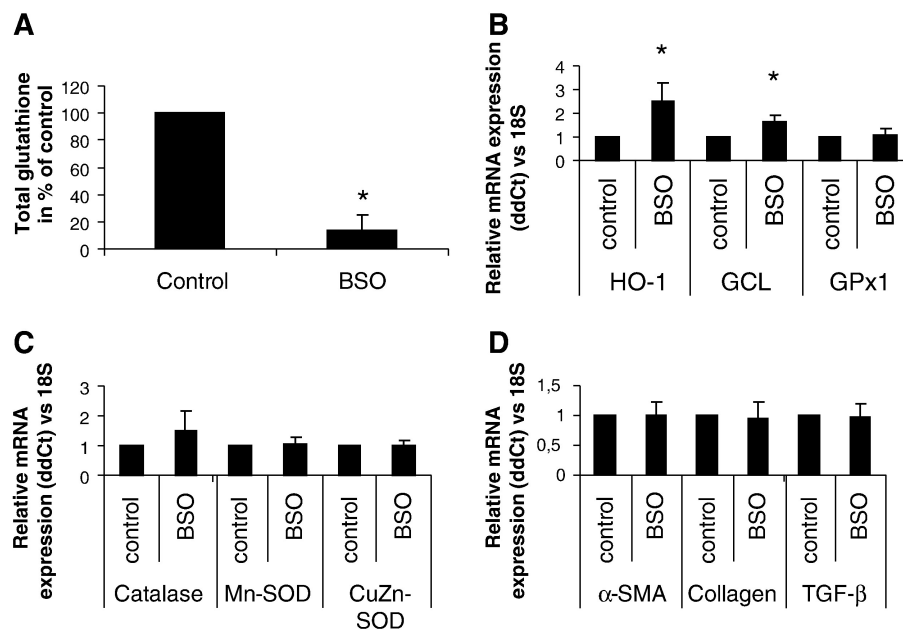 A
Total glutathione
in % of control
120
100
80
60
40
20
0
*
Control
BSO
B
Relative mRNA expression
(ddCt) vs 18S
4
3
2
1
0
*
*
control
BSO
control
BSO
control
BSO
HO-1
GCL
GPx1
C
Relative mRNA
expression (ddCt) vs 18S
3
2
1
0
control
BSO
control
BSO
control
BSO
Catalase
Mn-SOD
CuZn-
SOD
D
Relative mRNA
expression (ddCt) vs 18S
1,5
1
0,5
0
control
BSO
control
BSO
control
BSO
α-SMA
Collagen
TGF-β